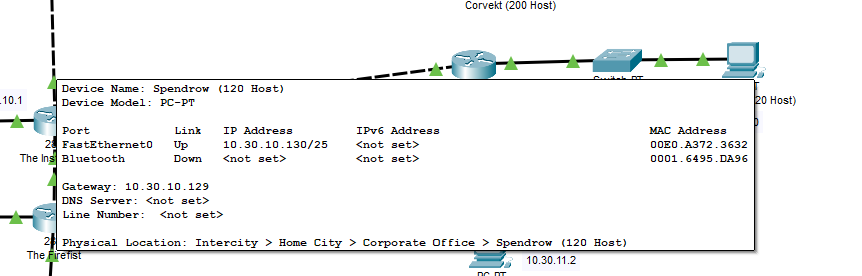 Corvekt (200 Host)
Switch-PT
Device Name: Spendrow (120 Host)
Device Model: PC-PT
.10.1
20 Host)
Port Link IP Address IPv6 Address MAC Address
FastEthernet0 Up 10.30.10.130/25 <not set> 00E0.A372.3632
Bluetooth Down <not set> <not set> 0001.6495.DA96
The Ins
Gateway: 10.30.10.129
DNS Server: <not set>
Line Number: <not set>
Physical Location: Intercity > Home City > Corporate Office > Spendrow (120 Host)
The Firefist
10.30.11.2
PC-PT